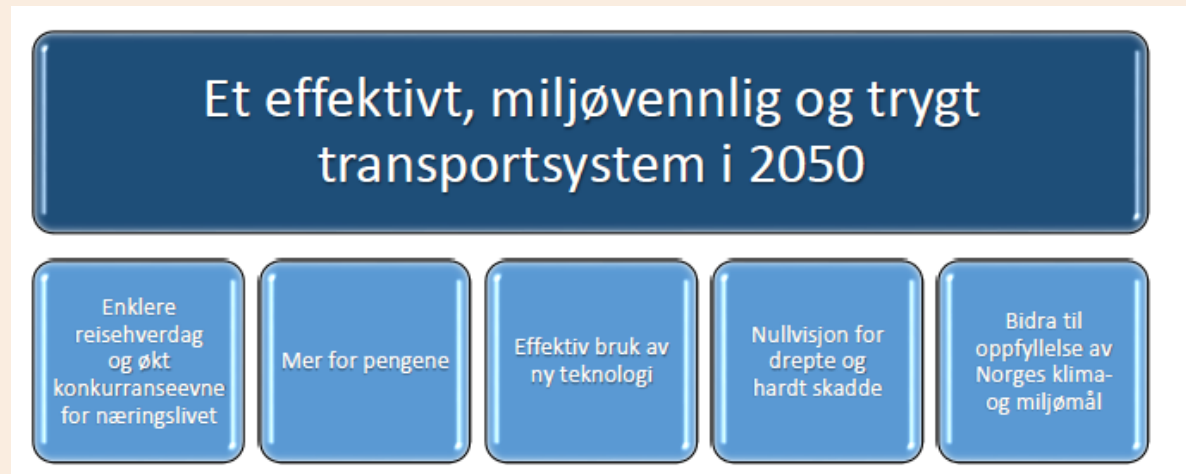 Et effektivt, miljøvennlig og trygt
transportsystem i 2050
Enklere
reisehverdag
og økt
konkurranseevne
for næringslivet
Mer for pengene
Effektiv bruk av
ny teknologi
Nullvisjon for
drepte og
hardt skadde
Bidra til
oppfyllelse av
Norges klima-
og miljømål